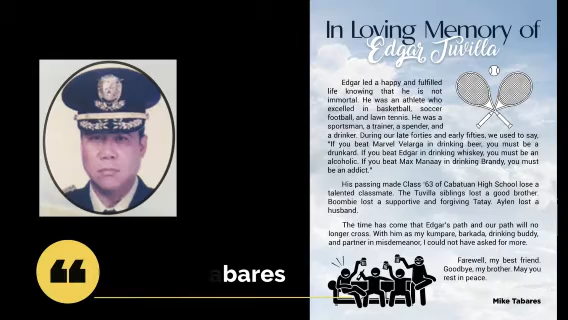 In Loving Memory of
Edgar Tuvilla
Edgar led a happy and fulfilled
life knowing that he is not
immortal. He was an athlete who
excelled in basketball, soccer
football, and lawn tennis. He was a
sportsman, a trainer, a spender, and
a drinker. During our late forties and early fifties, we used to say,
"If you beat Marvel Velarga in drinking beer, you must be a
drunkard. If you beat Edgar in drinking whiskey, you must be an
alcoholic. If you beat Max Manaay in drinking Brandy, you must
be an addict."
His passing made Class '63 of Cabatuan High School lose a
talented classmate. The Tuvilla siblings lost a good brother.
Boombie lost a supportive and forgiving Tatay. Aylen lost a
husband.
The time has come that Edgar's path and our path will no
longer cross. With him as my kumpare, barkada, drinking buddy,
and partner in misdemeanor, I could not have asked for more.
Farewell, my best friend.
Goodbye, my brother. May you
rest in peace.
Mike Tabares
abares